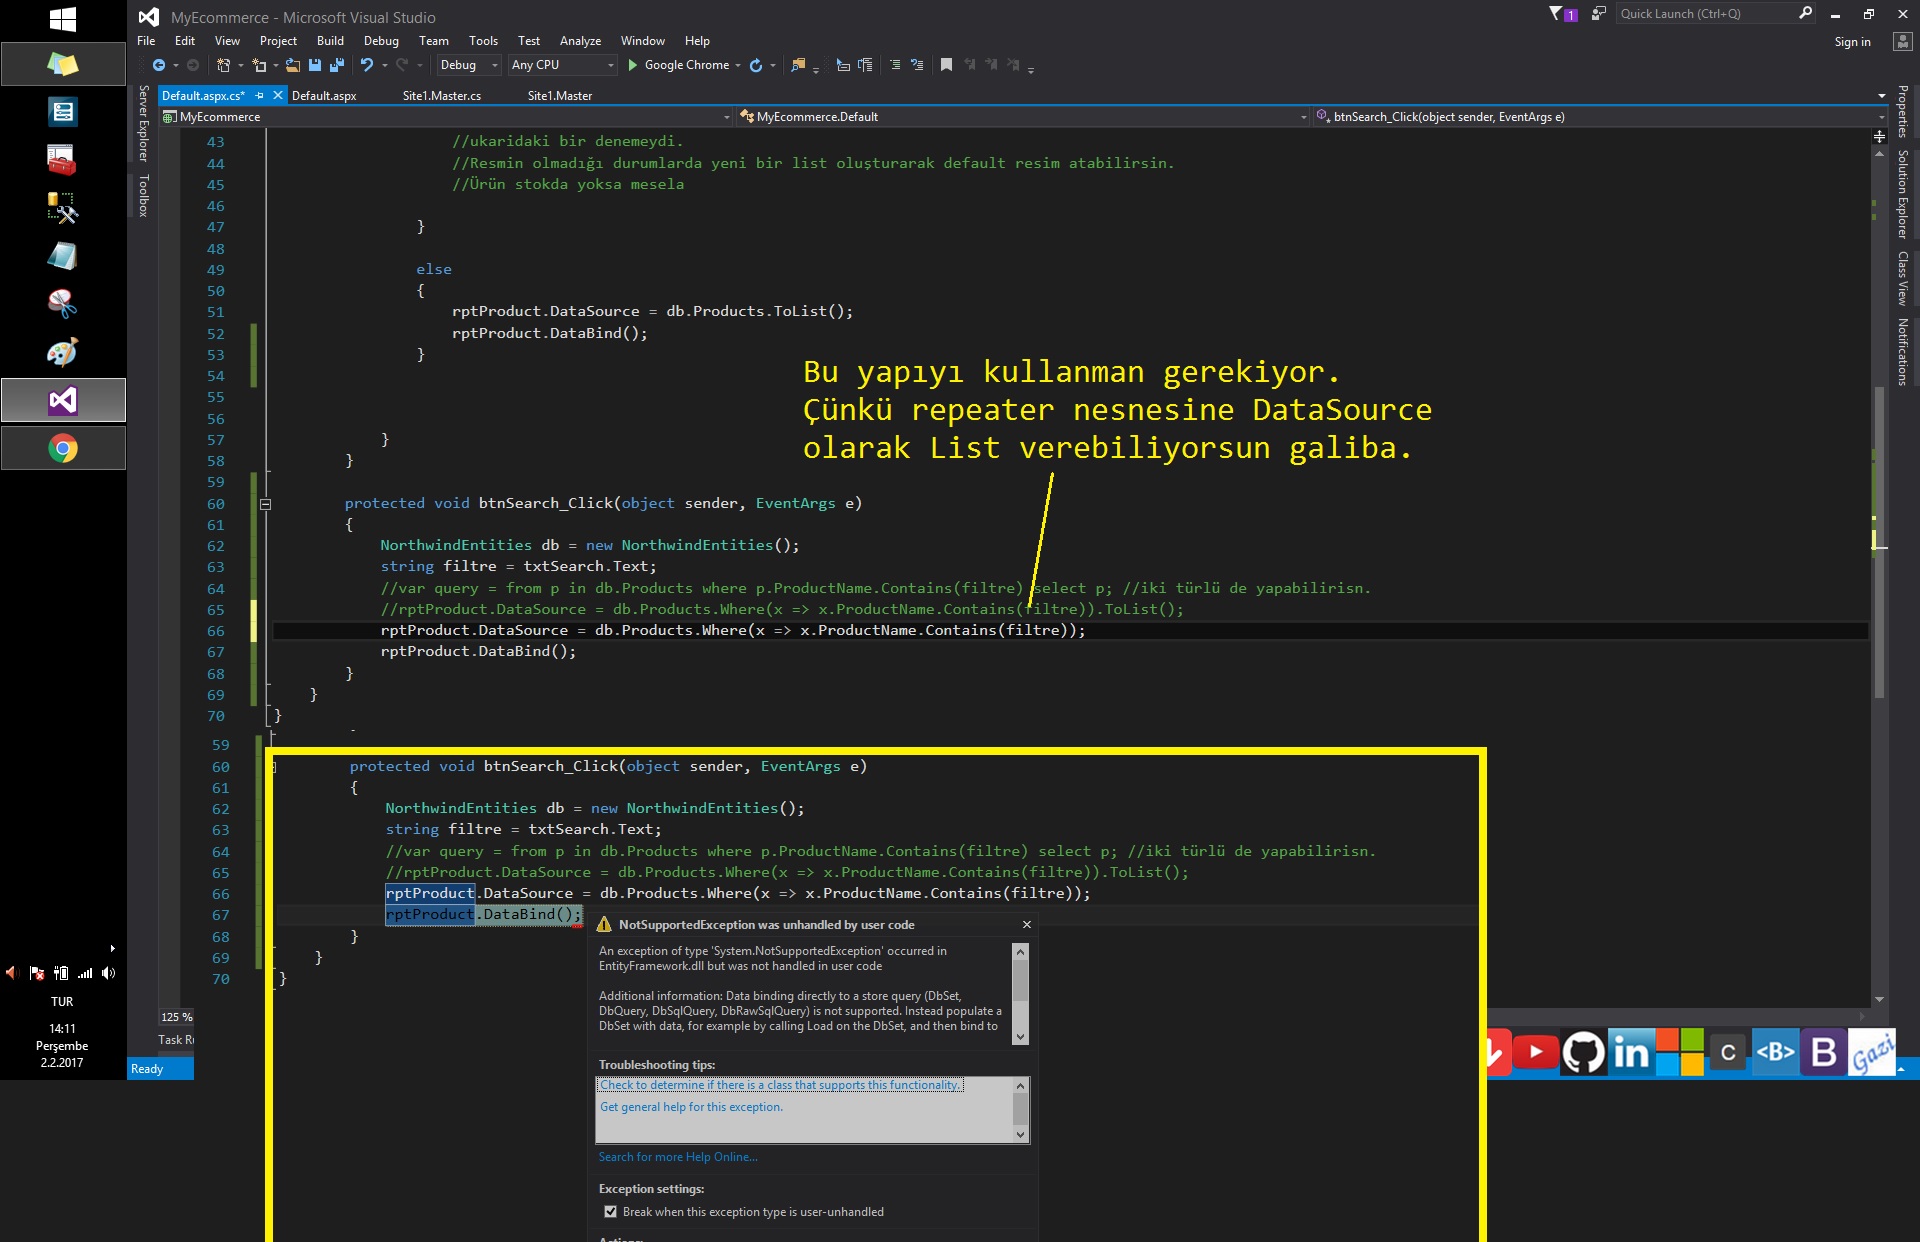 MyEcommerce - Microsoft Visual Studio
1
Quick Launch (Ctrl+Q)
File Edit View Project Build Debug Team Tools Test Analyze Window Help
Sign in
Debug Any CPU Google Chrome
Default.aspx.cs* Default.aspx Site1.Master.cs Site1.Master
MyEcommerce MyEcommerce.Default btnSearch_Click(object sender, EventArgs e)
Server Explorer
Toolbox
Properties
Solution Explorer
Class View
Notifications
43 //ukaridaki bir denemeydi.
44 //Resmin olmadığı durumlarda yeni bir list oluşturarak default resim atabilirsin.
45 //Ürün stokda yoksa mesela
46
47 }
48
49 else
50 {
51 rptProduct.DataSource = db.Products.ToList();
52 rptProduct.DataBind();
53 }
54
55
56
57 }
58 }
Bu yapıyı kullanman gerekiyor.
Çünkü repeater nesnesine DataSource
olarak List verebiliyorsun galiba.
59
60 protected void btnSearch_Click(object sender, EventArgs e)
61 {
62 NorthwindEntities db = new NorthwindEntities();
63 string filtre = txtSearch.Text;
64 //var query = from p in db.Products where p.ProductName.Contains(filtre) select p; //iki türlü de yapabilirisn.
65 //rptProduct.DataSource = db.Products.Where(x => x.ProductName.Contains(filtre)).ToList();
66 rptProduct.DataSource = db.Products.Where(x => x.ProductName.Contains(filtre));
67 rptProduct.DataBind();
68 }
69 }
70 }
59
60 protected void btnSearch_Click(object sender, EventArgs e)
61 {
62 NorthwindEntities db = new NorthwindEntities();
63 string filtre = txtSearch.Text;
64 //var query = from p in db.Products where p.ProductName.Contains(filtre) select p; //iki türlü de yapabilirisn.
65 //rptProduct.DataSource = db.Products.Where(x => x.ProductName.Contains(filtre)).ToList();
66 rptProduct.DataSource = db.Products.Where(x => x.ProductName.Contains(filtre));
67 rptProduct.DataBind();
68 }
69 }
70 }
NotSupportedException was unhandled by user code
An exception of type 'System.NotSupportedException' occurred in
EntityFramework.dll but was not handled in user code
Additional information: Data binding directly to a store query (DbSet,
DbQuery, DbSqlQuery, DbRawSqlQuery) is not supported. Instead populate a
DbSet with data, for example by calling Load on the DbSet, and then bind to
Troubleshooting tips:
Check to determine if there is a class that supports this functionality.
Get general help for this exception.
Search for more Help Online...
Exception settings:
Break when this exception type is user-unhandled
125 %
Ready
TUR
14:11
Perşembe
2.2.2017
in
C
<B>
B
Gazi